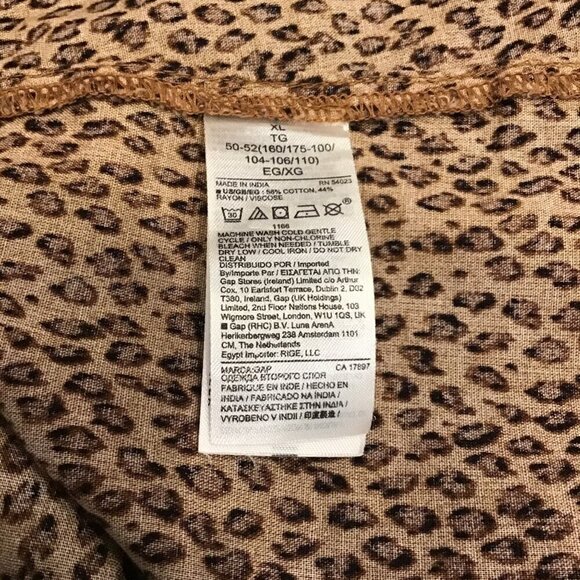 XL
TG
50-52(160/175-100/
104-106/110)
EG/XG
MADE IN INDIA RN 54023
■ US/GB/EG : 56% COTTON, 44%
RAYON / VISCOSE
30
1166
MACHINE WASH COLD GENTLE
CYCLE / ONLY NON-CHLORINE
BLEACH WHEN NEEDED / TUMBLE
DRY LOW / COOL IRON / DO NOT DRY
CLEAN
DISTRIBUIDO POR / Imported
By/Importe Par / ΕΙΣΑΓΕΤΑΙ ΑΠΟ ΤΗΝ:
Gap Stores (Ireland) Limited c/o Arthur
Cox, 10 Earlsfort Terrace, Dublin 2, D02
T380, Ireland, Gap (UK Holdings)
Limited, 2nd Floor Nations House, 103
Wigmore Street, London, W1U 1QS, UK
■ Gap (RHC) B.V. Luna ArenA
Herikerbergweg 238 Amsterdam 1101
CM, The Netherlands
Egypt Importer: RIGE, LLC
MARCA:GAP CA 17897
ОДЕЖДА ВТОРОГО СЛОЯ
FABRIQUE EN INDE / HECHO EN
INDIA / FABRICADO NA INDIA /
ΚΑΤΑΣΚΕΥΑΣΤΗΚΕ ΣΤΗΝ ΙΝΔΙΑ /
VYROBENO V INDII / 印度製造 /